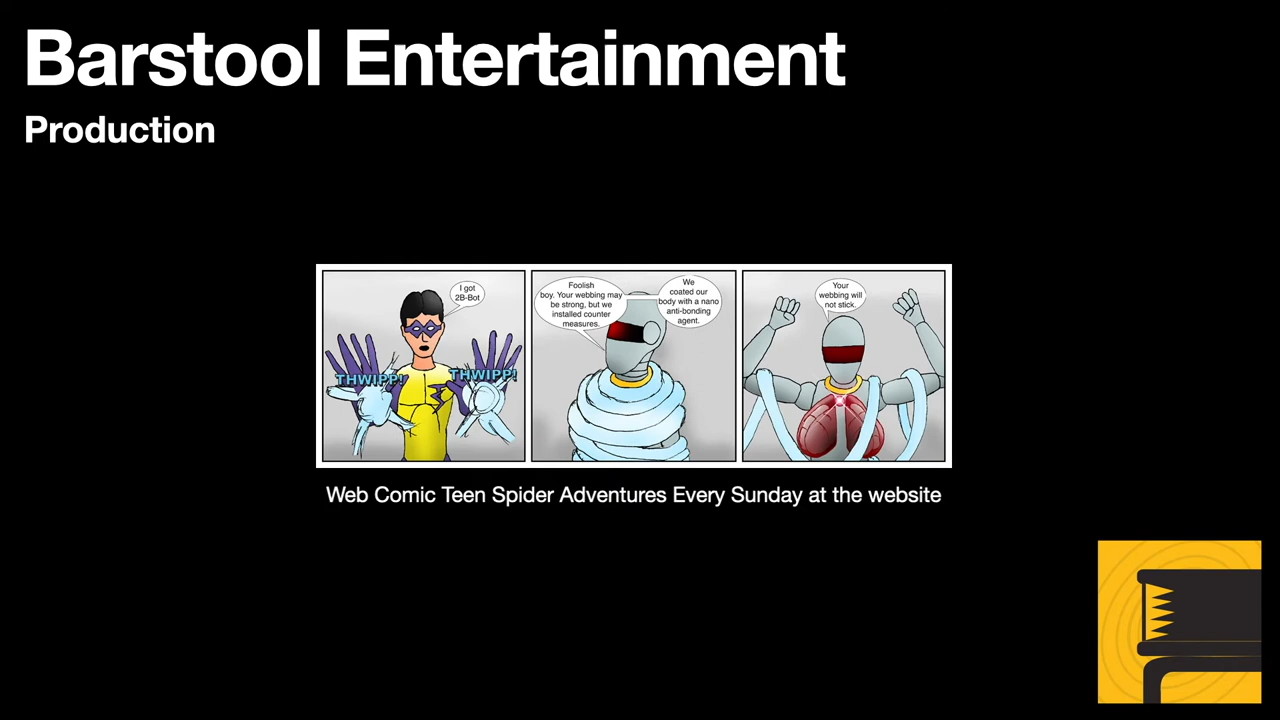 Barstool Entertainment
Production
I got
2B-Bot
THWIPP!
THWIPP!
Foolish
boy. Your webbing may
be strong, but we
installed counter
measures.
We
coated our
body with a nano
anti-bonding
agent.
Your
webbing will
not stick.
Web Comic Teen Spider Adventures Every Sunday at the website